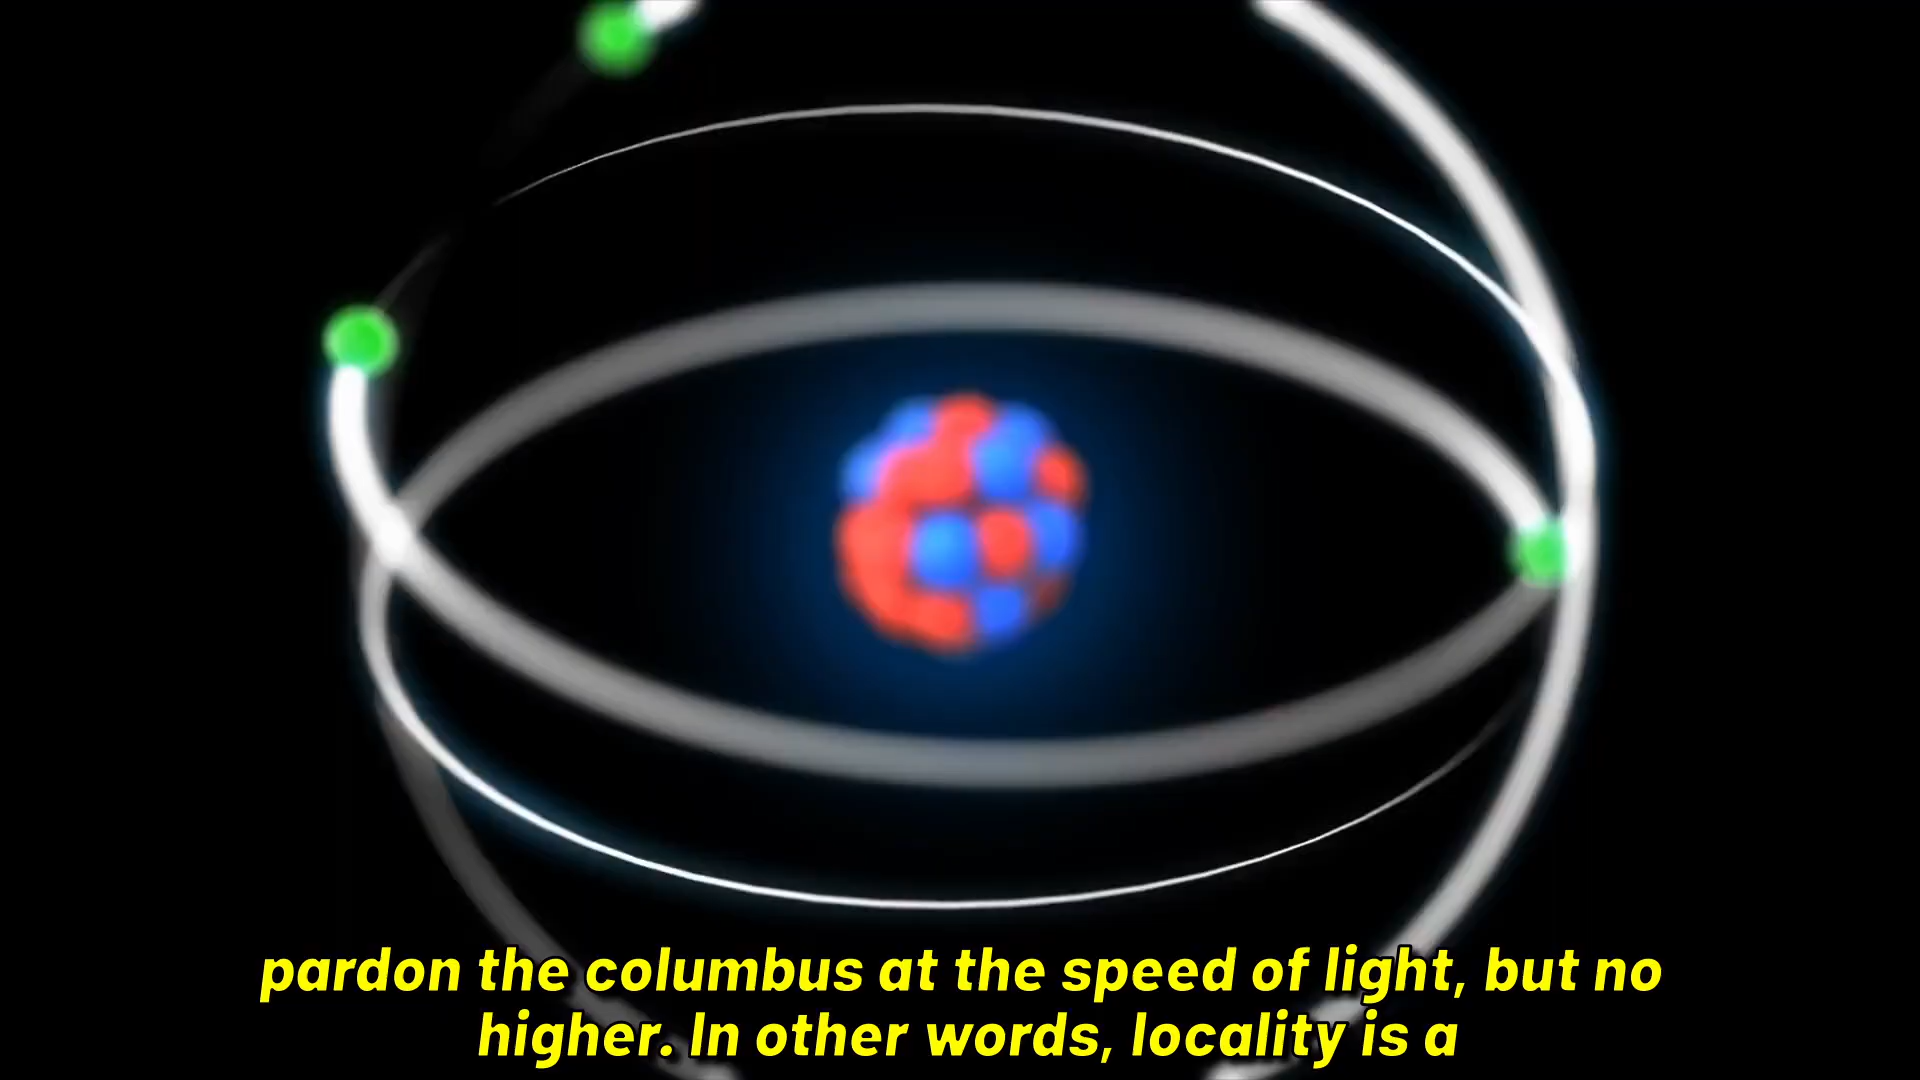 pardon the columbus at the speed of light, but no
higher. In other words, locality is a